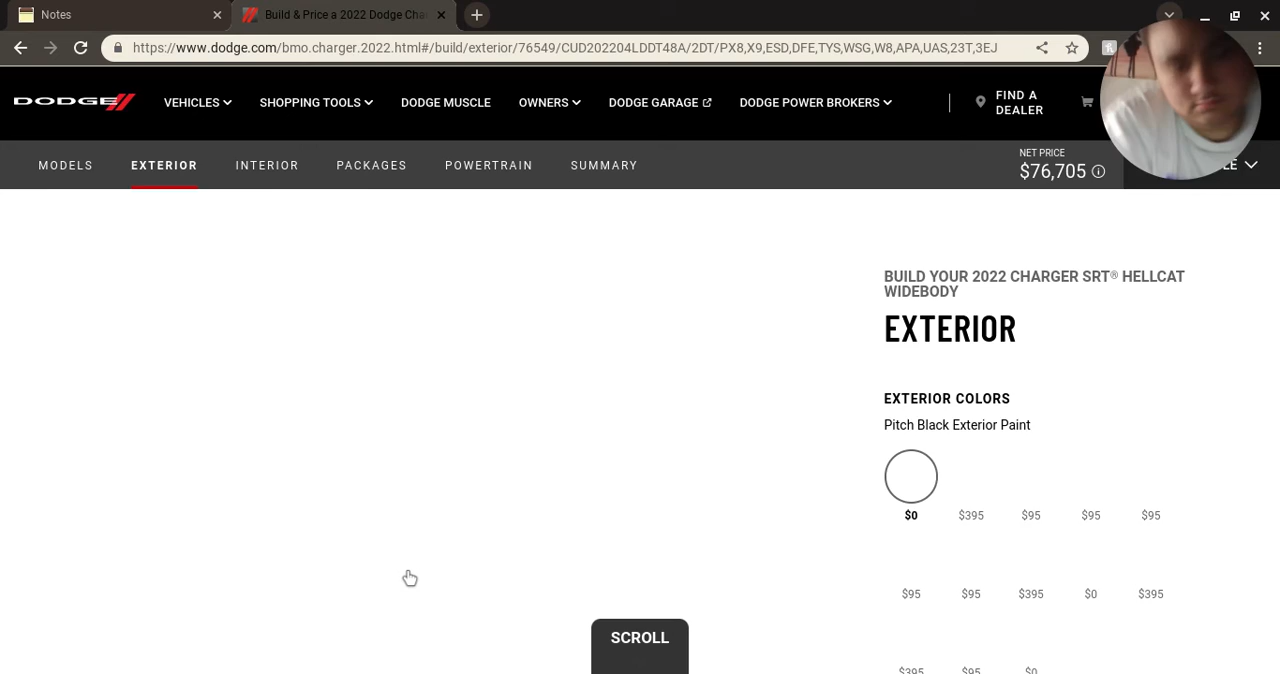 Notes
Build & Price a 2022 Dodge Cha
https://www.dodge.com/bmo.charger.2022.html#/build/exterior/76549/CUD202204LDDT48A/2DT/PX8,X9,ESD,DFE,TYS,WSG,W8,APA,UAS,23T,3EJ
DODGE
VEHICLES
SHOPPING TOOLS
DODGE MUSCLE
OWNERS
DODGE GARAGE
DODGE POWER BROKERS
FIND A
DEALER
MODELS
EXTERIOR
INTERIOR
PACKAGES
POWERTRAIN
SUMMARY
NET PRICE
$76,705
BUILD YOUR 2022 CHARGER SRT® HELLCAT
WIDEBODY
EXTERIOR
EXTERIOR COLORS
Pitch Black Exterior Paint
$0 $395 $95 $95 $95
$95 $95 $395 $0 $395
$395 $95 $0
SCROLL